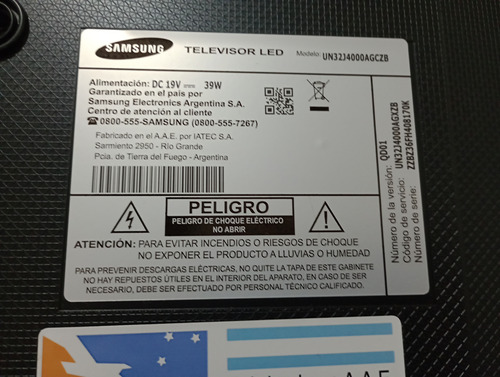 SAMSUNG TELEVISOR LED Modelo: UN32J4000AGCZB
Alimentación: DC 19V 39W
Garantizado en el país por
Samsung Electronics Argentina S.A.
Centro de atención al cliente
☎0800-555-SAMSUNG (0800-555-7267)
Fabricado en el A.A.E. por IATEC S.A.
Sarmiento 2950 - Río Grande
Pcia. de Tierra del Fuego - Argentina
PELIGRO
PELIGRO DE CHOQUE ELÉCTRICO
NO ABRIR
ATENCIÓN: PARA EVITAR INCENDIOS O RIESGOS DE CHOQUE
NO EXPONER EL PRODUCTO A LLUVIAS O HUMEDAD
PARA PREVENIR DESCARGAS ELÉCTRICAS, NO QUITE LA TAPA DE ESTE GABINETE
NO HAY REPUESTOS ÚTILES EN EL INTERIOR DEL APARATO, EN CASO DE SER
NECESARIO, DEBE SER EFECTUADO POR PERSONAL TÉCNICO CALIFICADO.
Número de la versión: QD01
Código de servicio: UN32J4000AGXZB
Número de serie: ZZBZ36FH408170K